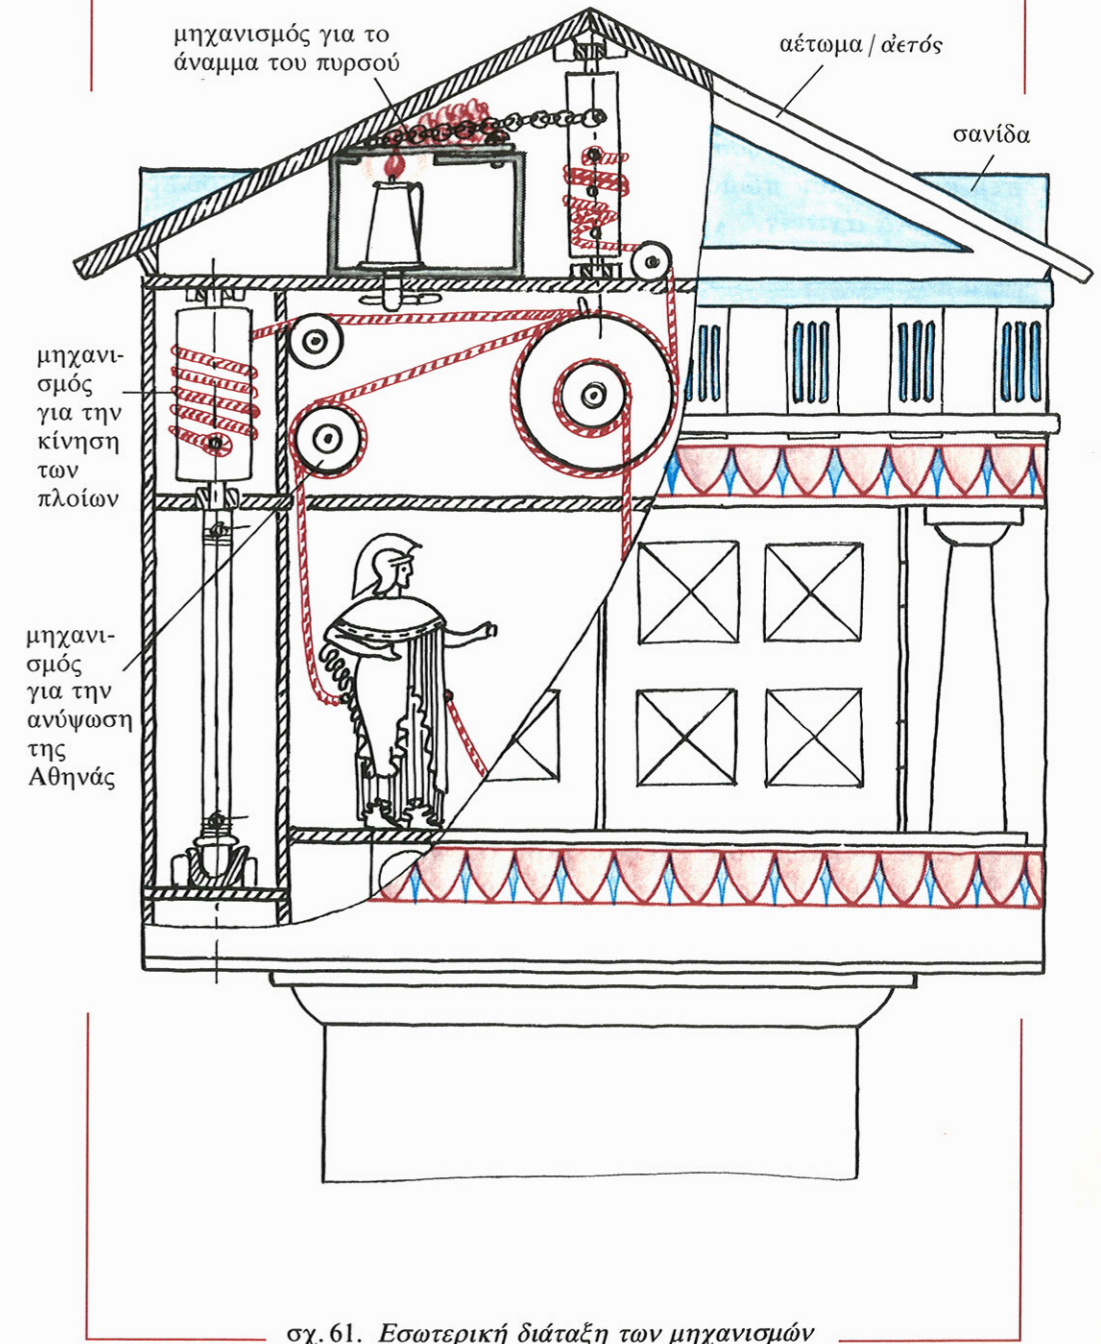 μηχανισμός για το
άναμμα του πυρσού
αέτωμα / ἀετός
σανίδα
μηχανι-
σμός
για την
κίνηση
των
πλοίων
μηχανι-
σμός
για την
ανύψωση
της
Αθηνάς
σχ. 61. Εσωτερική διάταξη των μηχανισμών